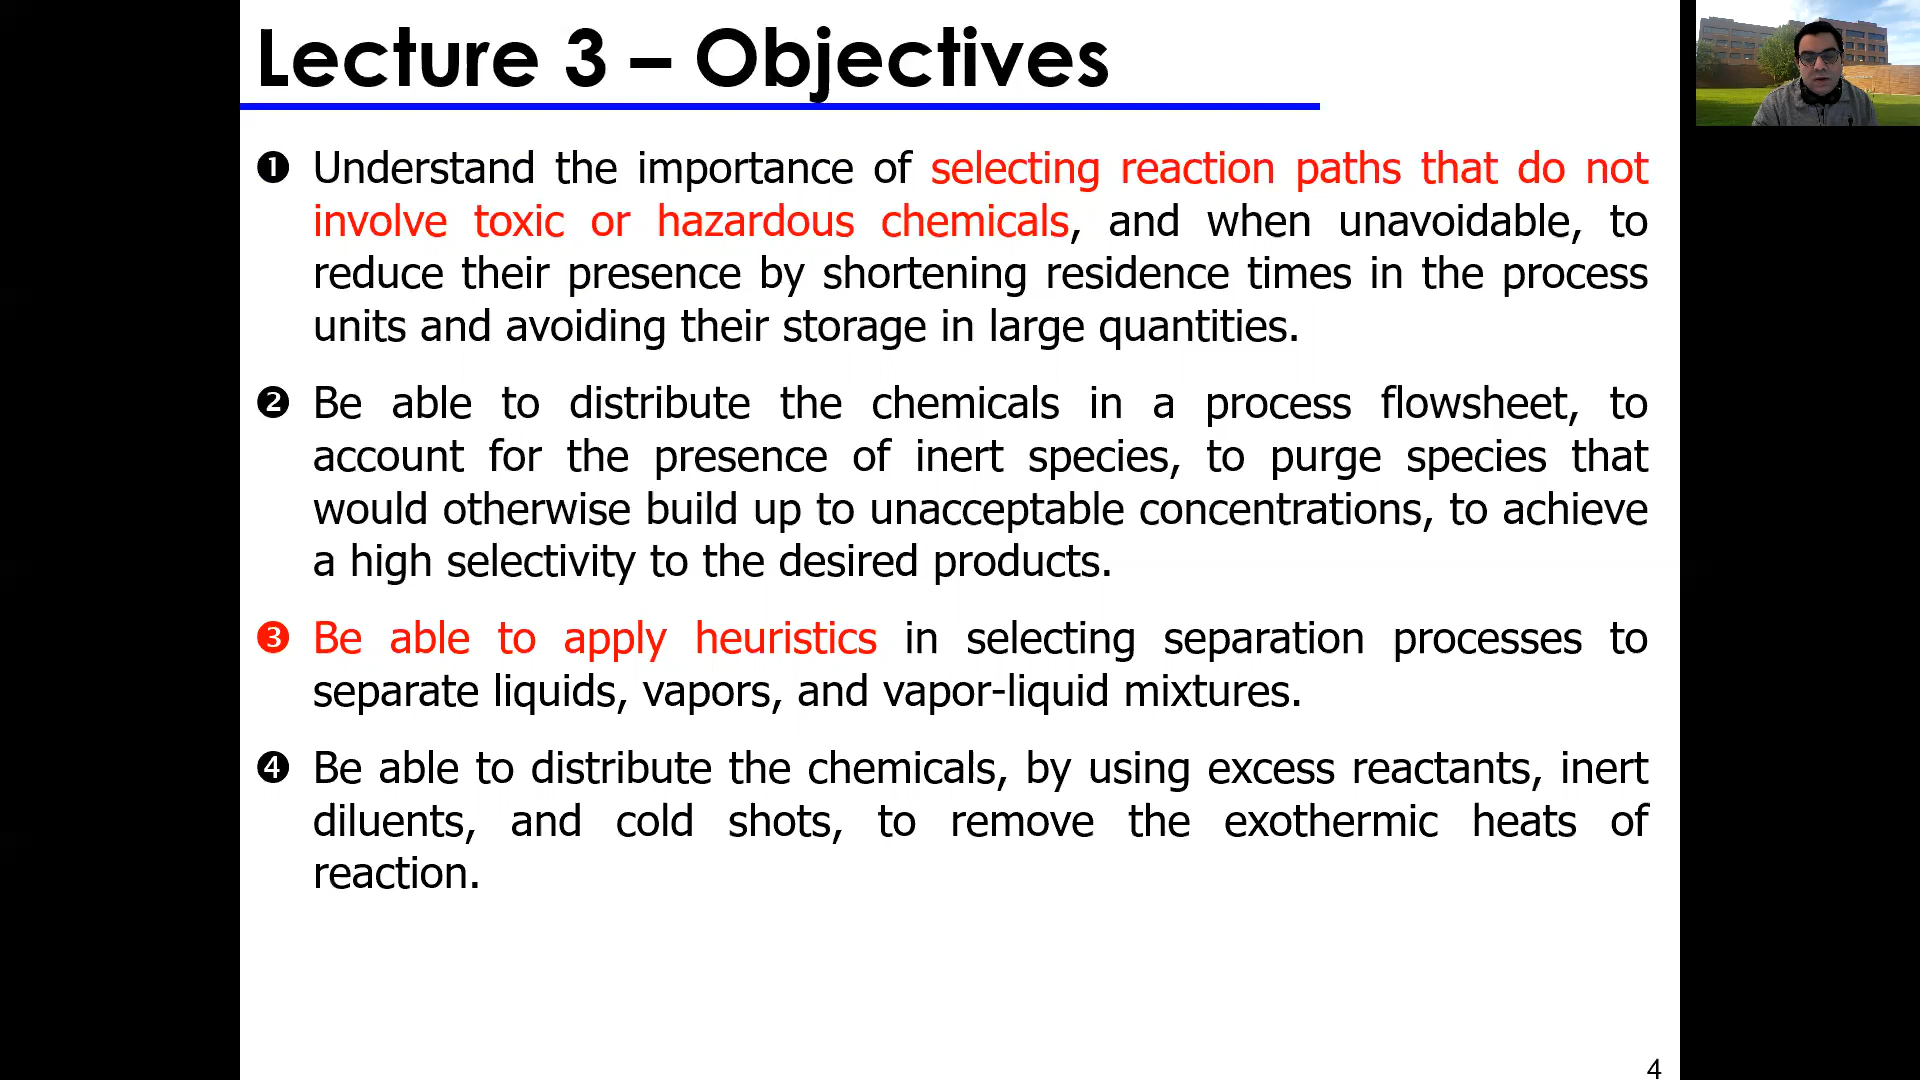 Lecture 3 – Objectives
❶ Understand the importance of selecting reaction paths that do not
involve toxic or hazardous chemicals, and when unavoidable, to
reduce their presence by shortening residence times in the process
units and avoiding their storage in large quantities.
❷ Be able to distribute the chemicals in a process flowsheet, to
account for the presence of inert species, to purge species that
would otherwise build up to unacceptable concentrations, to achieve
a high selectivity to the desired products.
❸ Be able to apply heuristics in selecting separation processes to
separate liquids, vapors, and vapor-liquid mixtures.
❹ Be able to distribute the chemicals, by using excess reactants, inert
diluents, and cold shots, to remove the exothermic heats of
reaction.
4